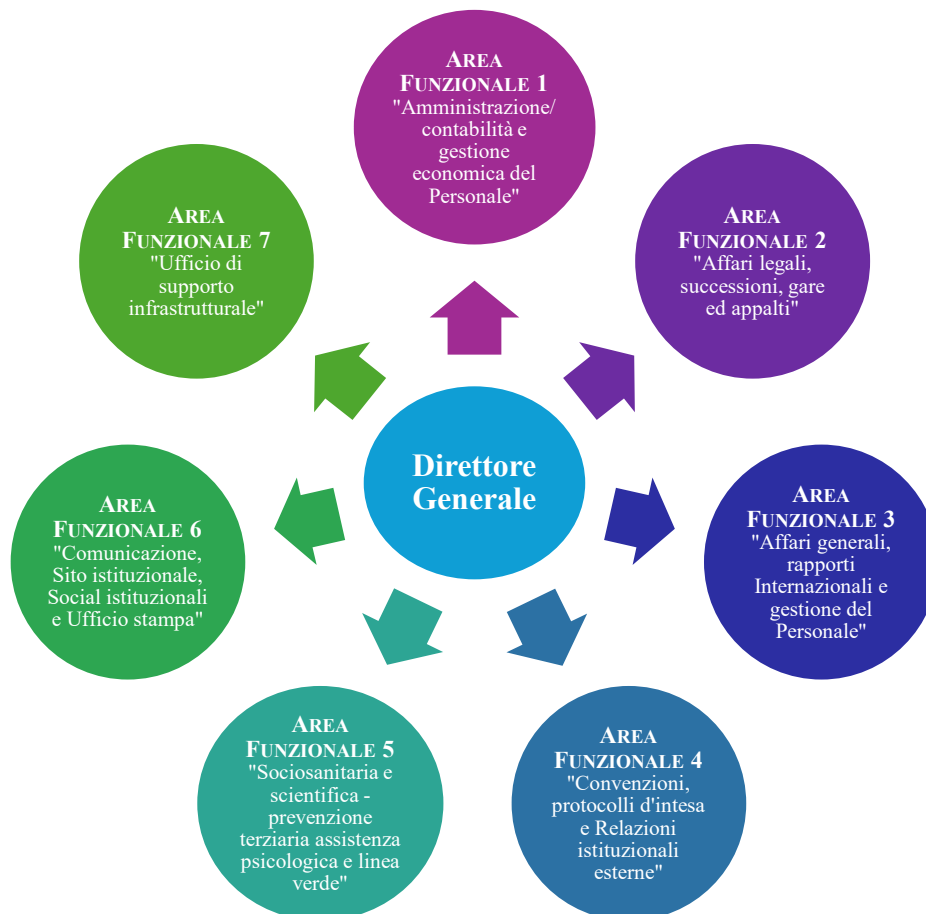 AREA
FUNZIONALE 1
"Amministrazione/
contabilità e
gestione
economica del
Personale"
AREA
FUNZIONALE 2
"Affari legali,
successioni, gare
ed appalti"
AREA
FUNZIONALE 3
"Affari generali,
rapporti
Internazionali e
gestione del
Personale"
AREA
FUNZIONALE 4
"Convenzioni,
protocolli d'intesa
e Relazioni
istituzionali
esterne"
AREA
FUNZIONALE 5
"Sociosanitaria e
scientifica -
prevenzione
terziaria assistenza
psicologica e linea
verde"
AREA
FUNZIONALE 6
"Comunicazione,
Sito istituzionale,
Social istituzionali
e Ufficio stampa"
AREA
FUNZIONALE 7
"Ufficio di
supporto
infrastrutturale"
Direttore
Generale